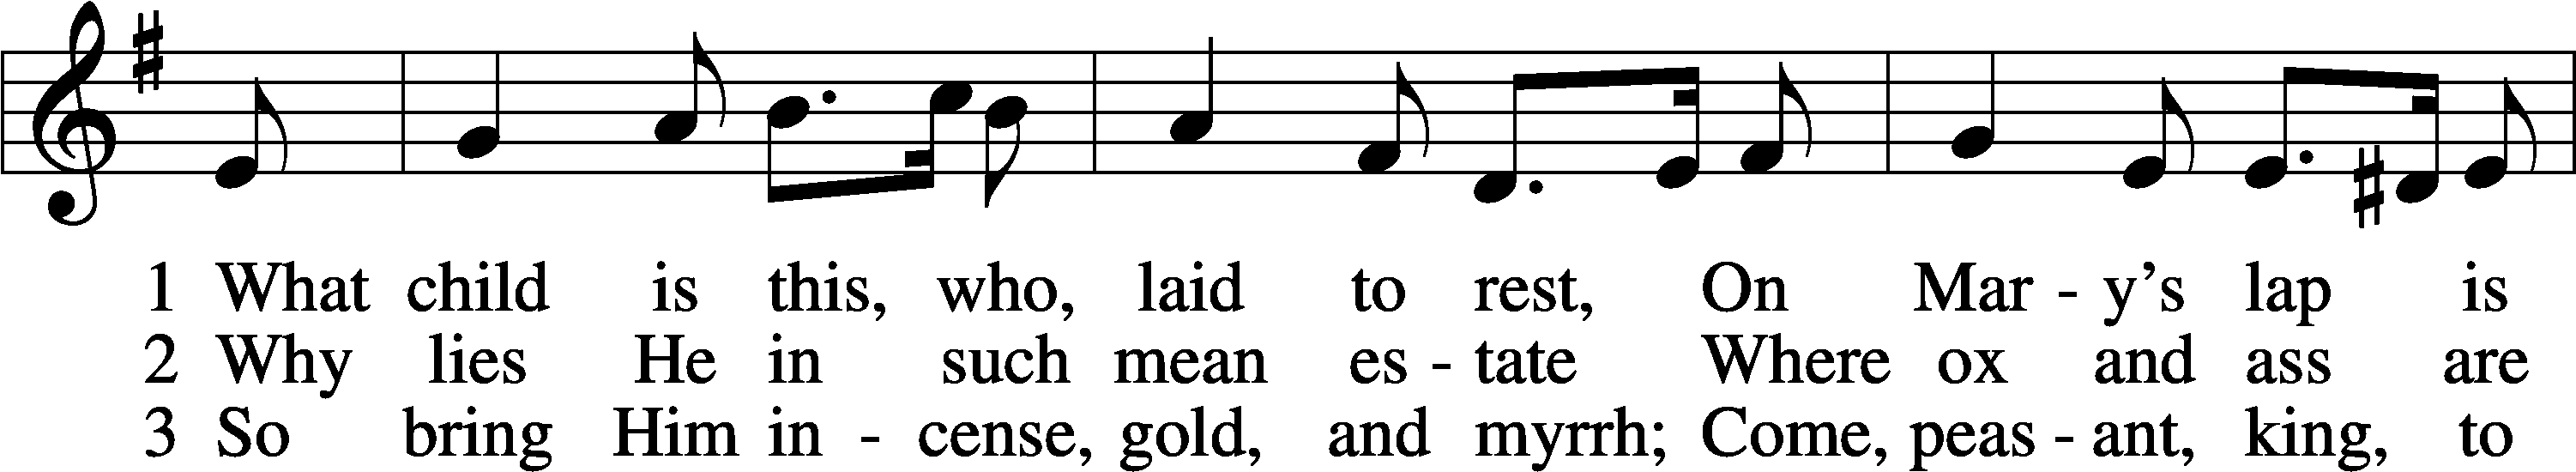 1 What child is this, who, laid to rest, On Mar - y’s lap is
2 Why lies He in such mean es - tate Where ox and ass are
3 So bring Him in - cense, gold, and myrrh; Come, peas - ant, king, to